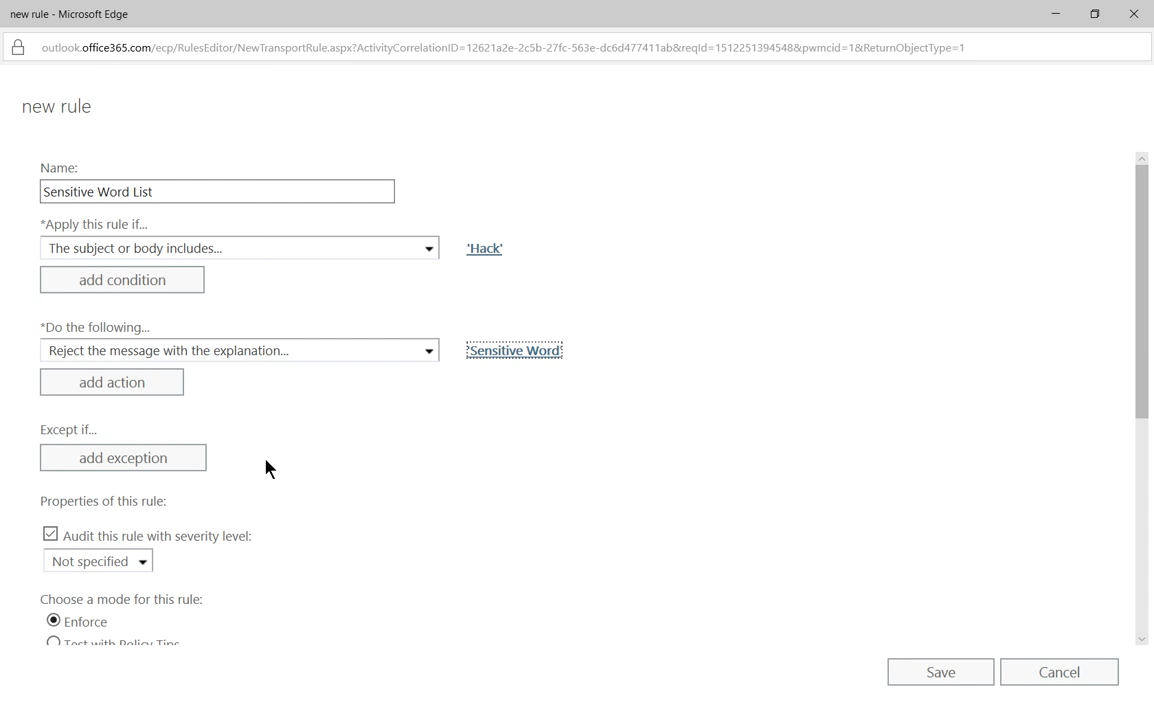 new rule - Microsoft Edge
outlook.office365.com/ecp/RulesEditor/NewTransportRule.aspx?ActivityCorrelationID=12621a2e-2c5b-27fc-563e-dc6d477411ab&reqId=1512251394548&pwmcid=1&ReturnObjectType=1
new rule
Name:
Sensitive Word List
*Apply this rule if...
The subject or body includes... 'Hack'
add condition
*Do the following...
Reject the message with the explanation... 'Sensitive Word'
add action
Except if...
add exception
Properties of this rule:
Audit this rule with severity level:
Not specified
Choose a mode for this rule:
Enforce
Test with Policy Tips
Save Cancel